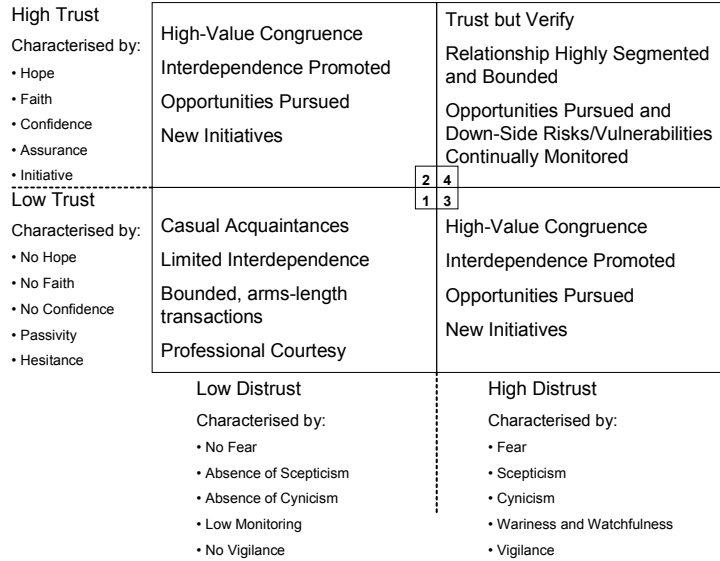 High Trust
Characterised by:
• Hope
• Faith
• Confidence
• Assurance
• Initiative
High-Value Congruence
Interdependence Promoted
Opportunities Pursued
New Initiatives
Trust but Verify
Relationship Highly Segmented
and Bounded
Opportunities Pursued and
Down-Side Risks/Vulnerabilities
Continually Monitored
2 4
1 3
Low Trust
Characterised by:
• No Hope
• No Faith
• No Confidence
• Passivity
• Hesitance
Casual Acquaintances
Limited Interdependence
Bounded, arms-length
transactions
Professional Courtesy
High-Value Congruence
Interdependence Promoted
Opportunities Pursued
New Initiatives
Low Distrust
Characterised by:
• No Fear
• Absence of Scepticism
• Absence of Cynicism
• Low Monitoring
• No Vigilance
High Distrust
Characterised by:
• Fear
• Scepticism
• Cynicism
• Wariness and Watchfulness
• Vigilance